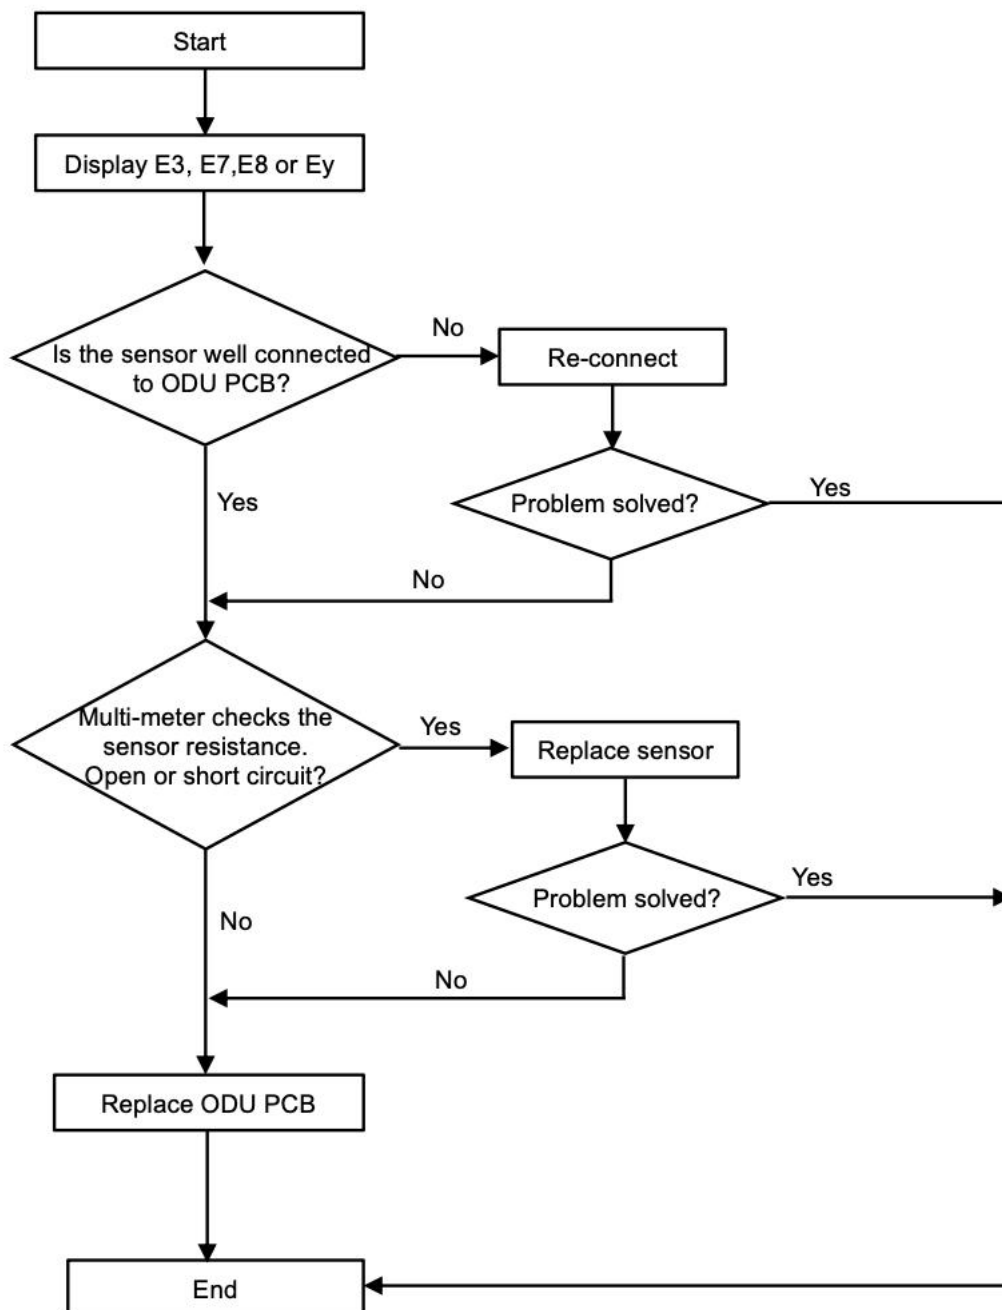 Start
Display E3, E7,E8 or Ey
Is the sensor well connected
to ODU PCB?
No
Re-connect
Yes
Problem solved?
Yes
No
Multi-meter checks the
sensor resistance.
Open or short circuit?
Yes
Replace sensor
Problem solved?
Yes
No
No
Replace ODU PCB
End